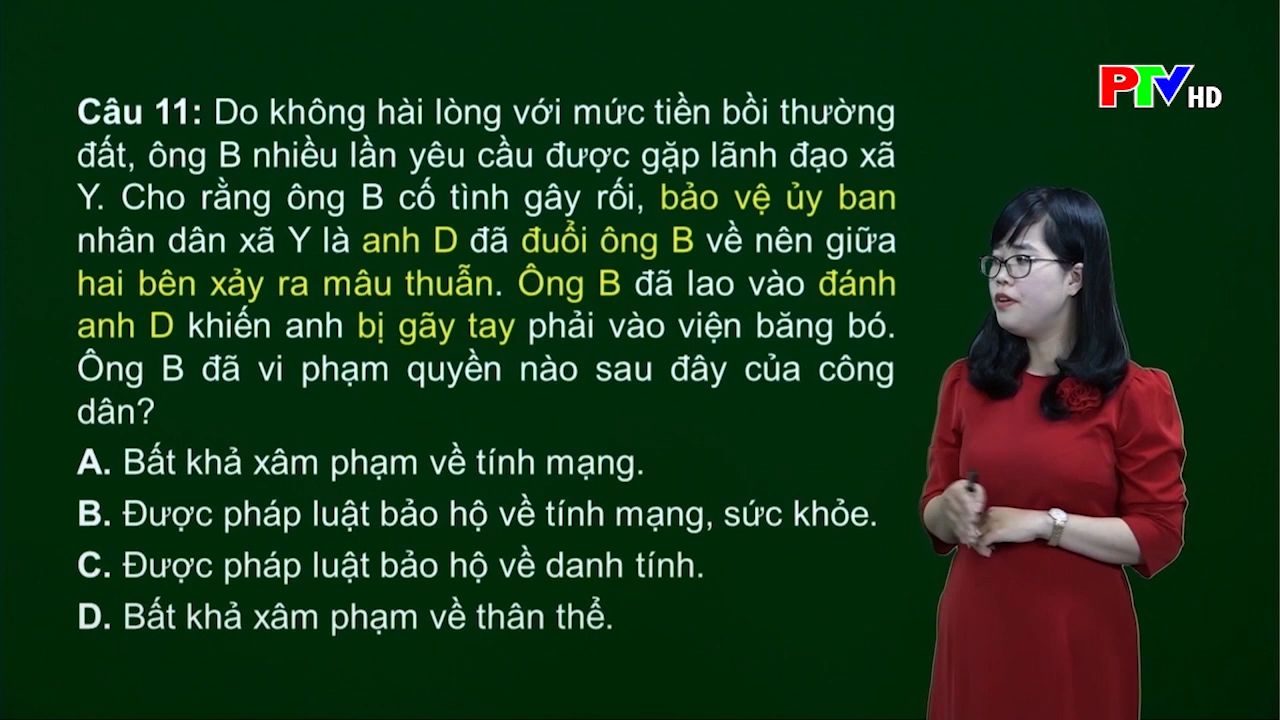 PTV HD
Câu 11: Do không hài lòng với mức tiền bồi thường
đất, ông B nhiều lần yêu cầu được gặp lãnh đạo xã
Y. Cho rằng ông B cố tình gây rối, bảo vệ ủy ban
nhân dân xã Y là anh D đã đuổi ông B về nên giữa
hai bên xảy ra mâu thuẫn. Ông B đã lao vào đánh
anh D khiến anh bị gãy tay phải vào viện băng bó.
Ông B đã vi phạm quyền nào sau đây của công
dân?
A. Bất khả xâm phạm về tính mạng.
B. Được pháp luật bảo hộ về tính mạng, sức khỏe.
C. Được pháp luật bảo hộ về danh tính.
D. Bất khả xâm phạm về thân thể.